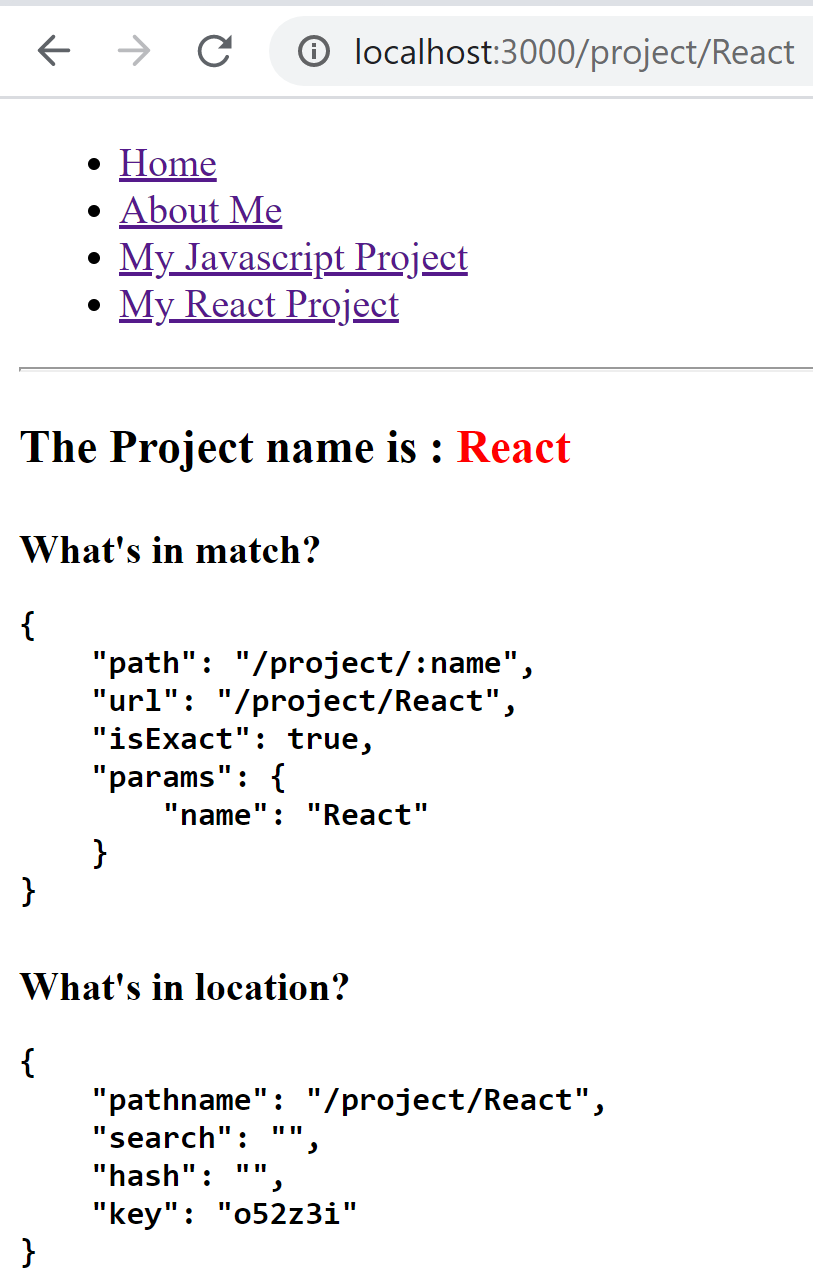 localhost:3000/project/React
Home
About Me
My Javascript Project
My React Project
The Project name is : React
What's in match?
{
    "path": "/project/:name",
    "url": "/project/React",
    "isExact": true,
    "params": {
        "name": "React"
    }
}
What's in location?
{
    "pathname": "/project/React",
    "search": "",
    "hash": "",
    "key": "o52z3i"
}